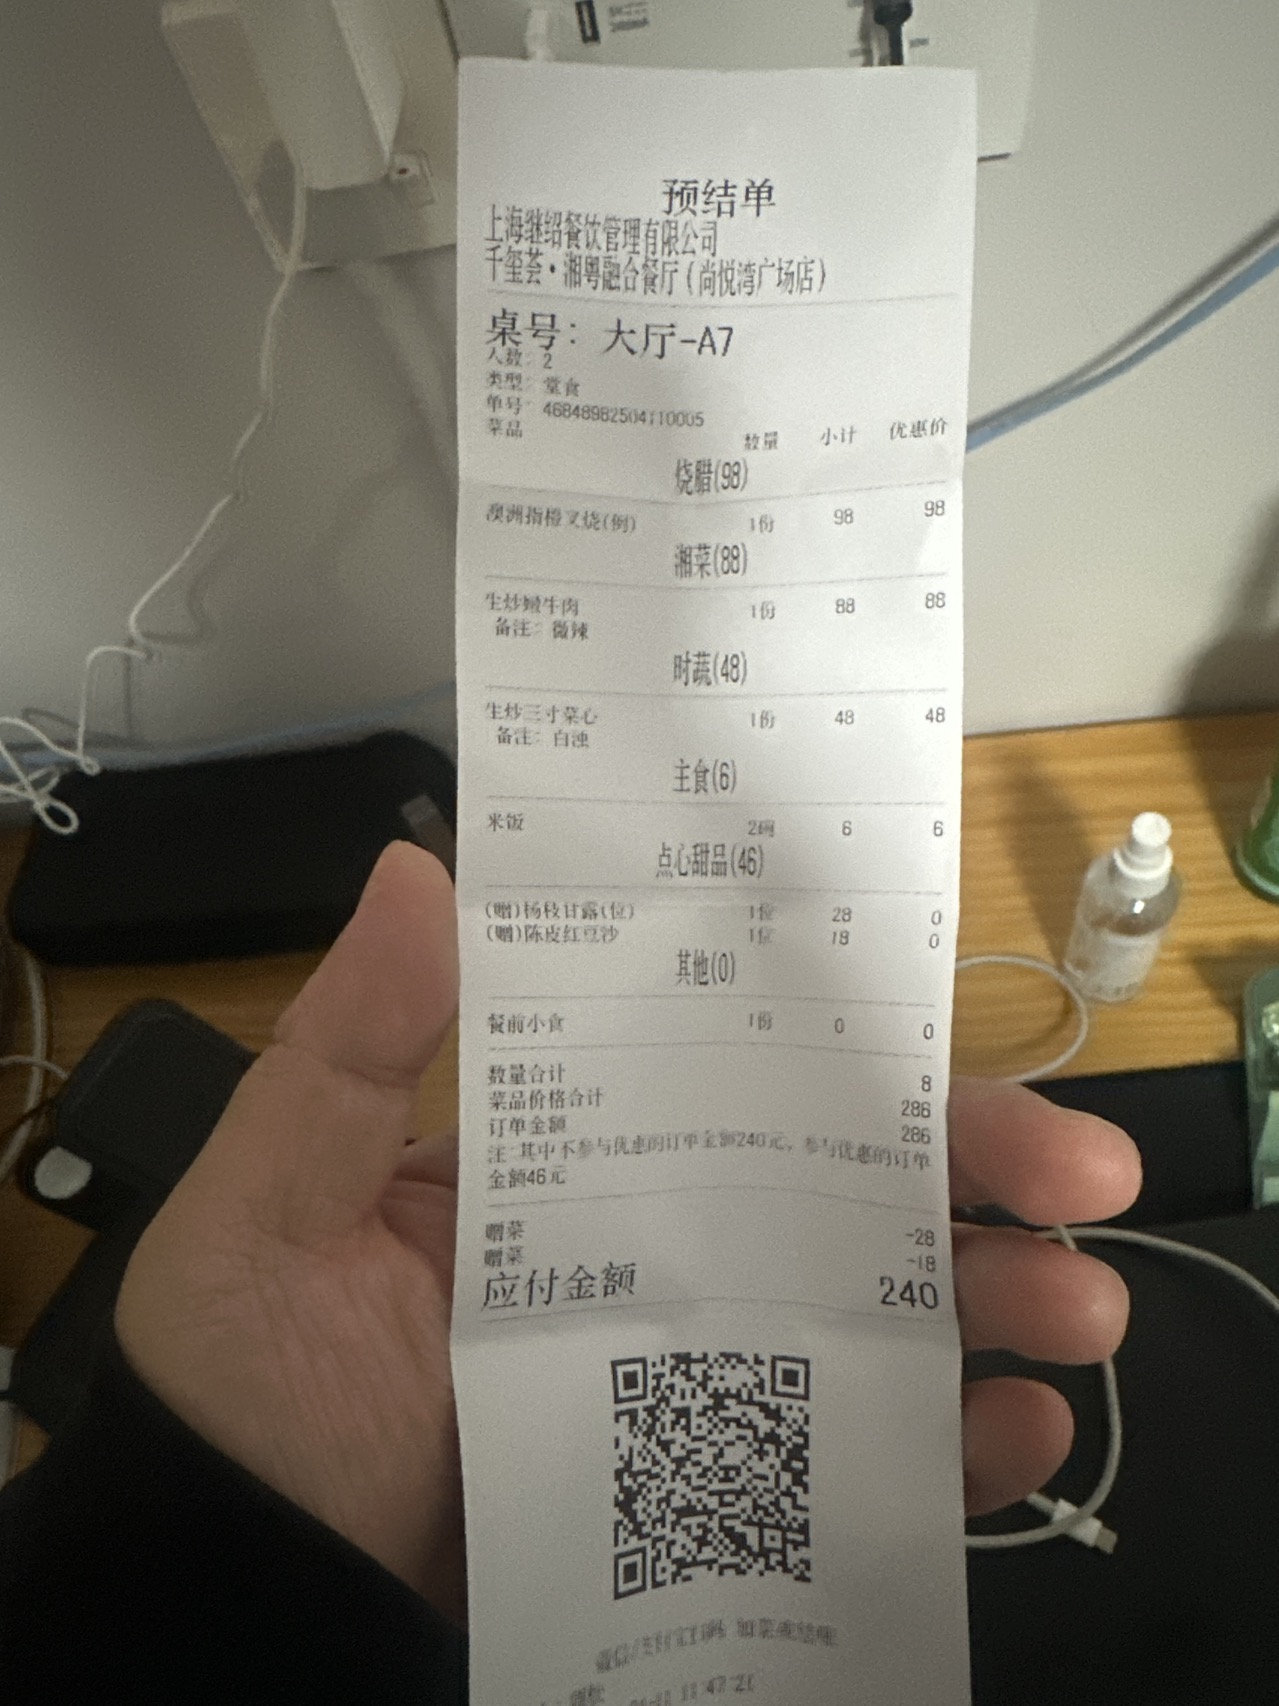 预结单
上海继绍餐饮管理有限公司
千玺荟·湘粤融合餐厅(尚悦湾广场店)
桌号：大厅-A7
人数：2
类型：堂食
单号：46848982504110005
菜品 数量 小计 优惠价
烧腊(98)
澳洲指橙叉烧(例) 1份 98 98
湘菜(88)
生炒嫩牛肉 1份 88 88
备注：微辣
时蔬(48)
生炒三寸菜心 1份 48 48
备注：白浊
主食(6)
米饭 2碗 6 6
点心甜品(46)
(赠)杨枝甘露(位) 1位 28 0
(赠)陈皮红豆沙 1位 18 0
其他(0)
餐前小食 1份 0 0
数量合计 8
菜品价格合计 286
订单金额 286
注:其中不参与优惠的订单金额240元，参与优惠的订单
金额46元
赠菜 -28
赠菜 -18
应付金额 240